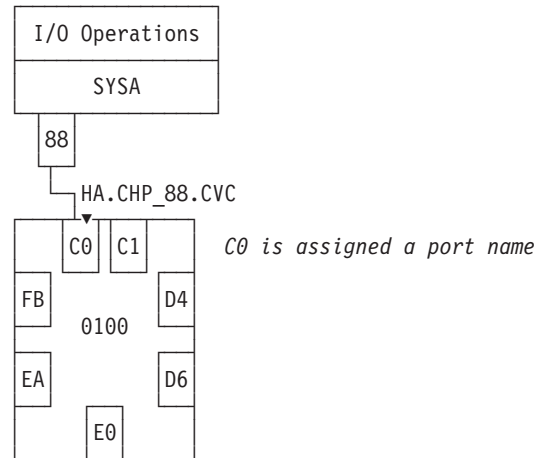 I/O Operations
SYSA
88
HA.CHP_88.CVC
C0 C1 C0 is assigned a port name
FB D4
0100
EA D6
E0